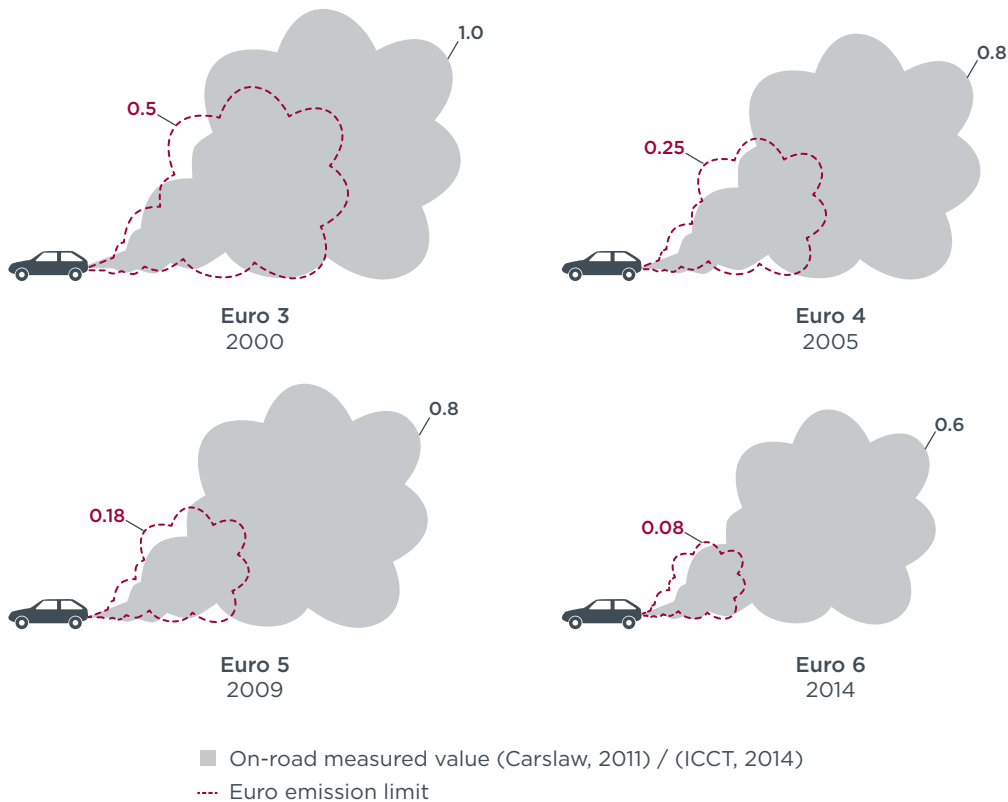 1.0
0.5
Euro 3
2000
0.8
0.25
Euro 4
2005
0.8
0.18
Euro 5
2009
0.6
0.08
Euro 6
2014
On-road measured value (Carslaw, 2011) / (ICCT, 2014)
Euro emission limit